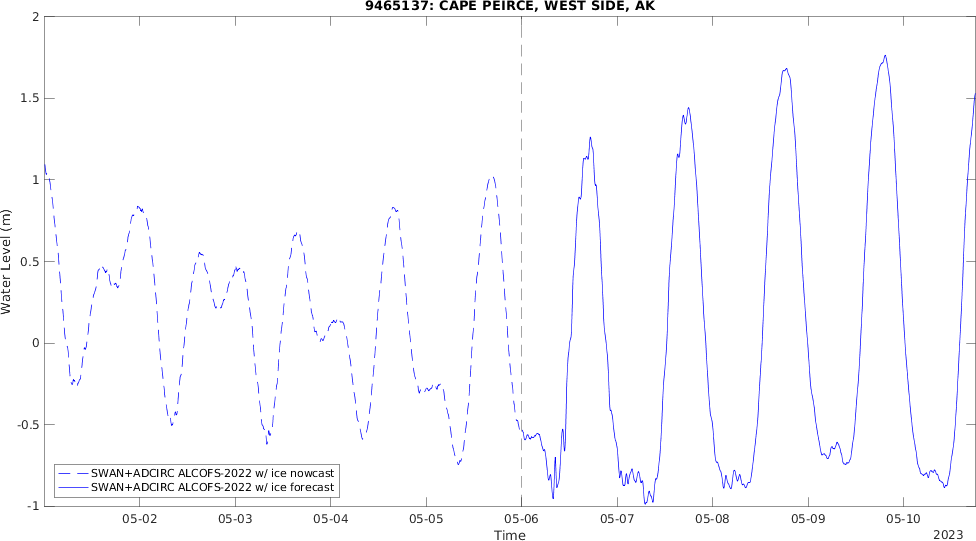 9465137: CAPE PEIRCE, WEST SIDE, AK
2
1.5
1
0.5
0
-0.5
-1
Water Level (m)
SWAN+ADCIRC ALCOFS-2022 w/ ice nowcast
SWAN+ADCIRC ALCOFS-2022 w/ ice forecast
05-02 05-03 05-04 05-05 05-06 05-07 05-08 05-09 05-10
Time
2023